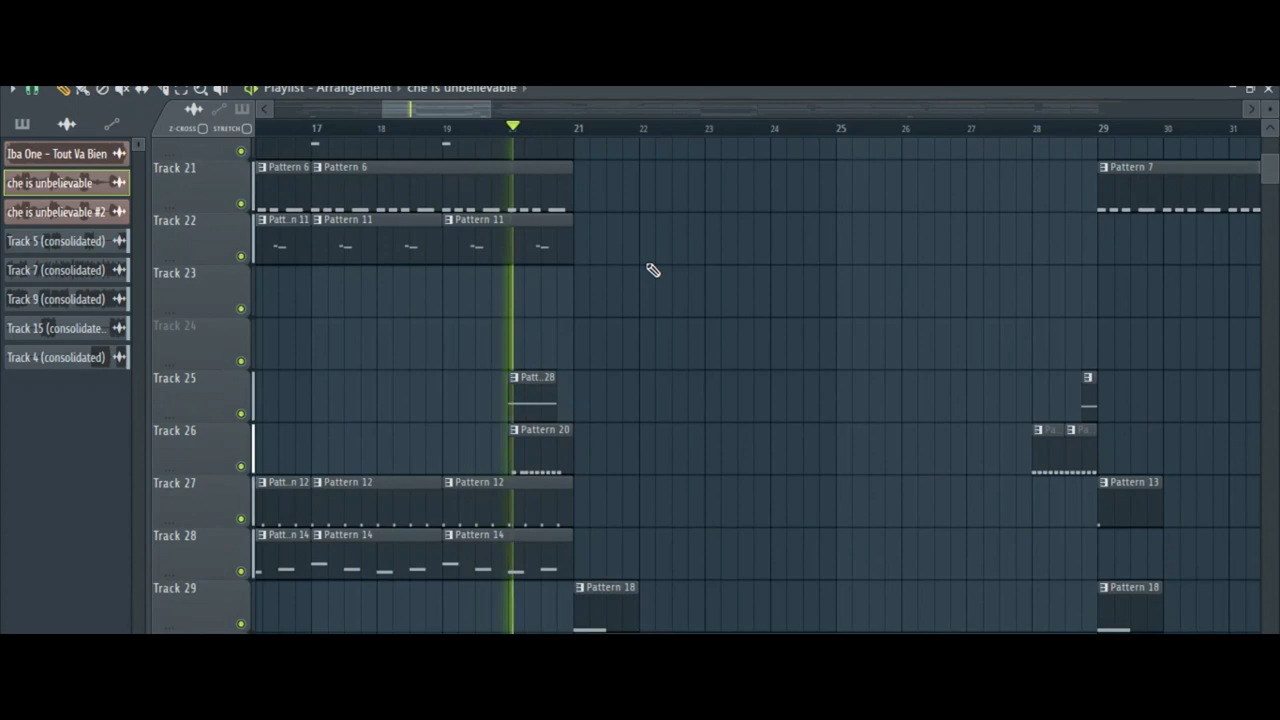 Playlist - Arrangement › che is unbelievable ›
Z-CROSS STRETCH
17 18 19 21 22 23 24 25 26 27 28 29 30 31
Iba One - Tout Va Bien
che is unbelievable
che is unbelievable #2
Track 5 (consolidated)
Track 7 (consolidated)
Track 9 (consolidated)
Track 15 (consolidate..
Track 4 (consolidated)
Track 21 Pattern 6 Pattern 6 Pattern 7
Track 22 Patt..n 11 Pattern 11 Pattern 11
Track 23
Track 24
Track 25 Patt..28
Track 26 Pattern 20 Pa.. Pa..
Track 27 Patt..n 12 Pattern 12 Pattern 12 Pattern 13
Track 28 Patt..n 14 Pattern 14 Pattern 14
Track 29 Pattern 18 Pattern 18